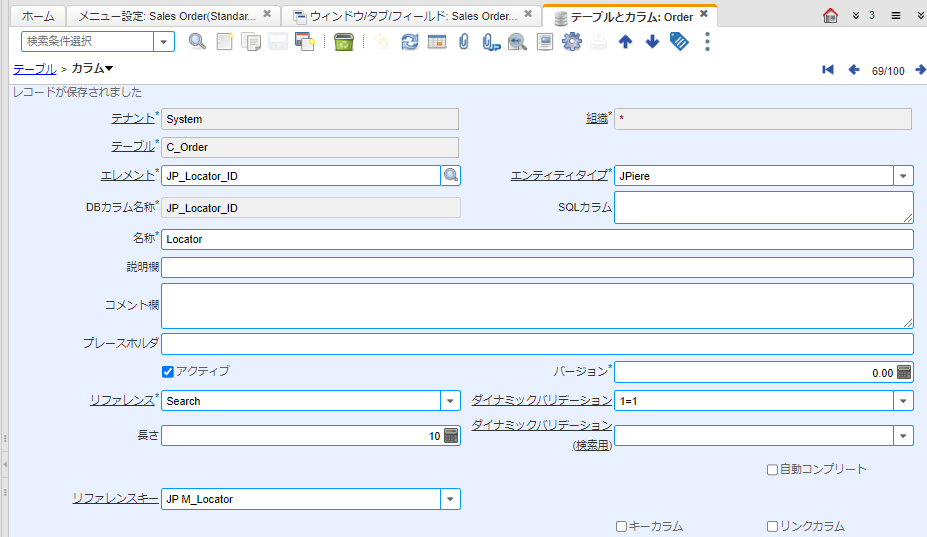 ホーム メニュー設定: Sales Order(Standar... ウィンドウ/タブ/フィールド: Sales Order... テーブルとカラム: Order 3
検索条件選択
テーブル > カラム 69/100
レコードが保存されました
テナント* System 組織* *
テーブル* C_Order
エレメント* JP_Locator_ID エンティティタイプ* JPiere
DBカラム名称* JP_Locator_ID SQLカラム
名称* Locator
説明欄
コメント欄
プレースホルダ
アクティブ バージョン* 0.00
リファレンス* Search ダイナミックバリデーション 1=1
長さ 10 ダイナミックバリデーション
(検索用)
自動コンプリート
リファレンスキー JP M_Locator
キーカラム リンクカラム